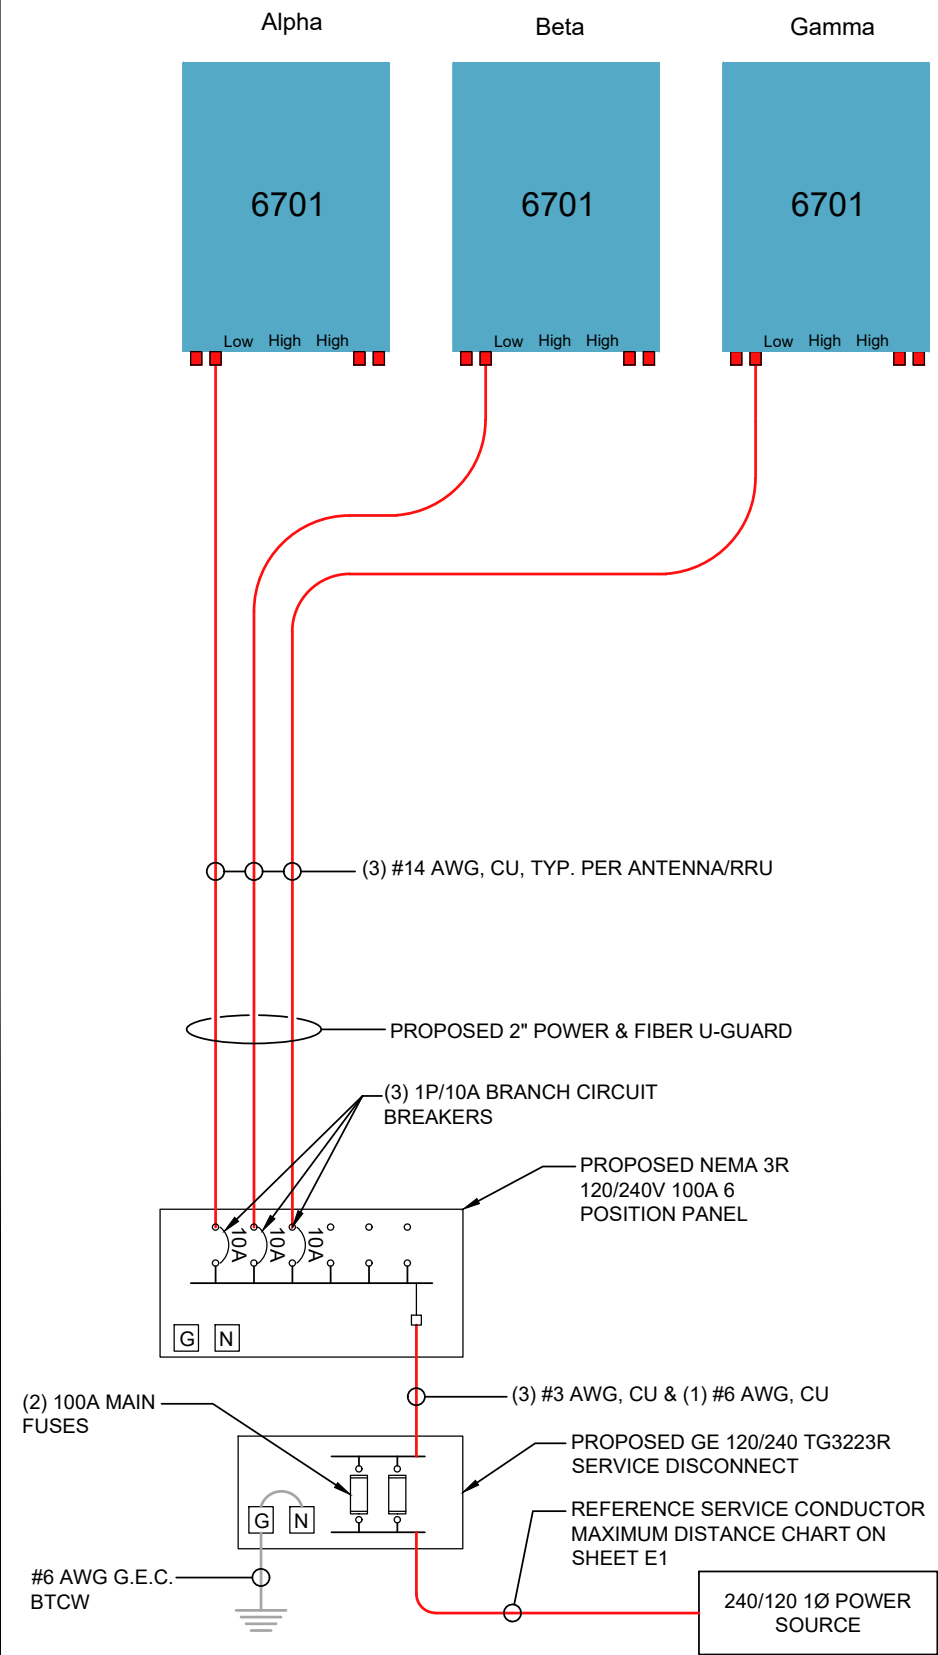 Alpha
Beta
Gamma
6701
6701
6701
Low High High
Low High High
Low High High
(3) #14 AWG, CU, TYP. PER ANTENNA/RRU
PROPOSED 2" POWER & FIBER U-GUARD
(3) 1P/10A BRANCH CIRCUIT
BREAKERS
PROPOSED NEMA 3R
120/240V 100A 6
POSITION PANEL
10A
10A
10A
G N
(3) #3 AWG, CU & (1) #6 AWG, CU
(2) 100A MAIN
FUSES
PROPOSED GE 120/240 TG3223R
SERVICE DISCONNECT
G N
REFERENCE SERVICE CONDUCTOR
MAXIMUM DISTANCE CHART ON
SHEET E1
#6 AWG G.E.C.
BTCW
240/120 1Ø POWER
SOURCE